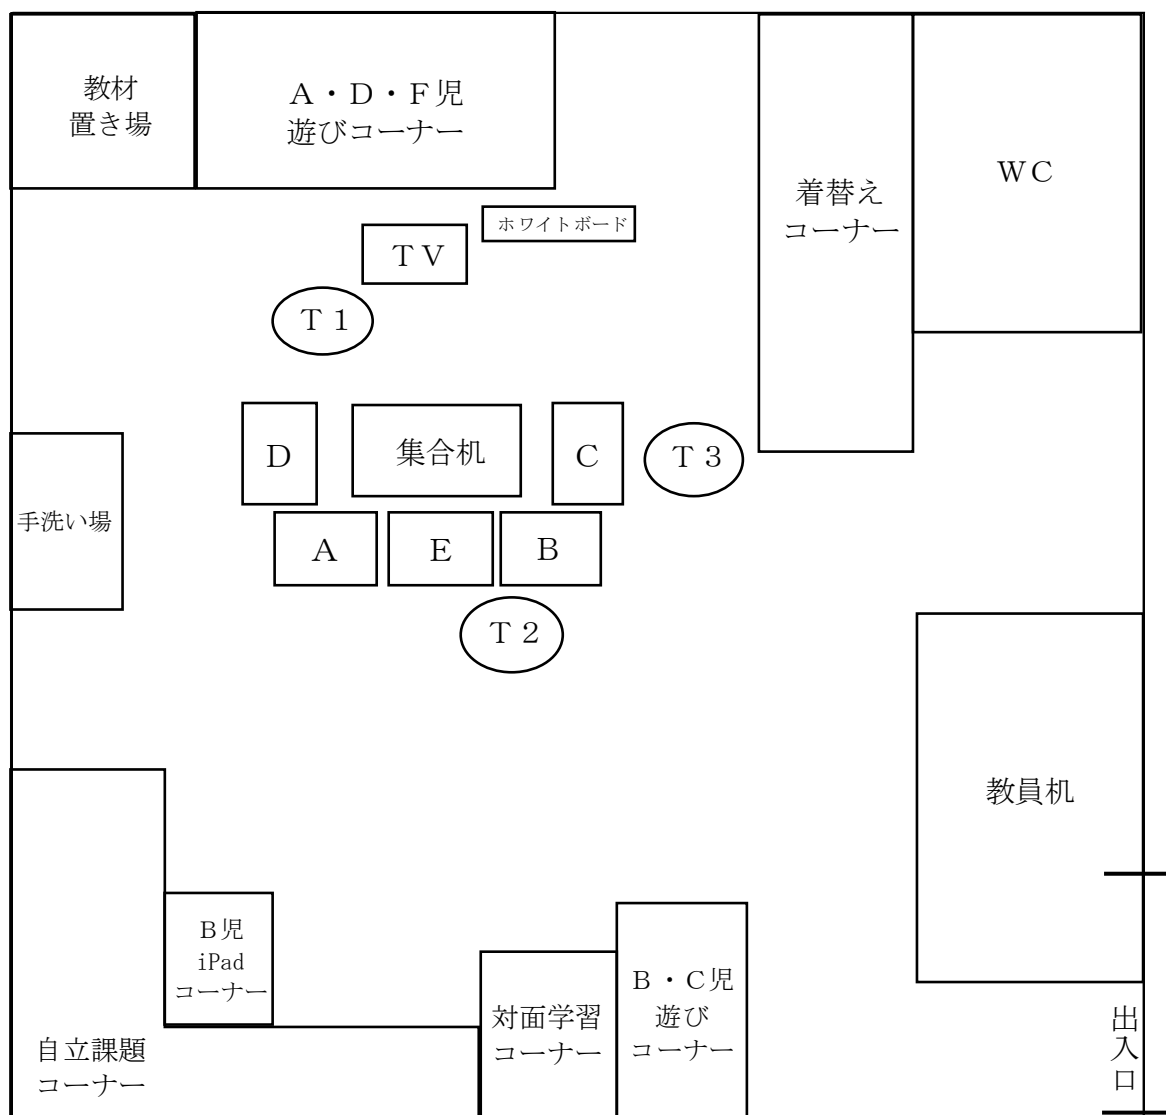 教材
置き場
Ａ・Ｄ・Ｆ児
遊びコーナー
着替え
コーナー
ＷＣ
ホワイトボード
ＴＶ
Ｔ１
Ｄ
集合机
Ｃ
Ｔ３
手洗い場
Ａ
Ｅ
Ｂ
Ｔ２
教員机
Ｂ児
iPad
コーナー
自立課題
コーナー
対面学習
コーナー
Ｂ・Ｃ児
遊び
コーナー
出入口